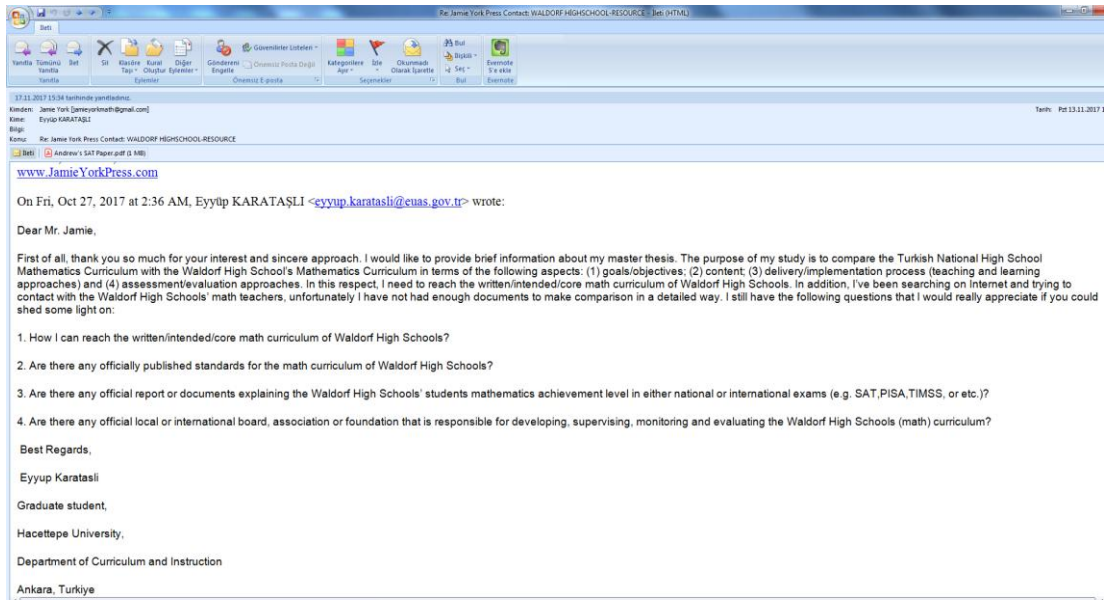 Re: Jamie York Press Contact: WALDORF HİGHSCHOOL-RESOURCE - İleti (HTML)
İleti
Yanıtla Tümünü Yanıtla İlet
Sil Klasöre Taşı Kural Oluştur Diğer Eylemler
Göndereni Engelle Güvenilirler Listeleri Önemsiz Posta Değil
Kategorilere Ayır İzle Okunmadı Olarak İşaretle
Bul İlişkili Seç
Evernote 5'e ekle
Yanıtla Eylemler Önemsiz E-posta Seçenekler Bul Evernote
17.11.2017 15:34 tarihinde yanıtladınız.
Kimden: Jamie York [jamieyorkmath@gmail.com] Tarih: Pzt 13.11.2017 1
Kime: Eyyüp KARATAŞLI
Bilgi:
Konu: Re: Jamie York Press Contact: WALDORF HİGHSCHOOL-RESOURCE
İleti Andrew's SAT Paper.pdf (1 MB)
www.JamieYorkPress.com
On Fri, Oct 27, 2017 at 2:36 AM, Eyyüp KARATAŞLI <eyyup.karatasli@euas.gov.tr> wrote:
Dear Mr. Jamie,
First of all, thank you so much for your interest and sincere approach. I would like to provide brief information about my master thesis. The purpose of my study is to compare the Turkish National High School
Mathematics Curriculum with the Waldorf High School's Mathematics Curriculum in terms of the following aspects: (1) goals/objectives; (2) content; (3) delivery/implementation process (teaching and learning
approaches) and (4) assessment/evaluation approaches. In this respect, I need to reach the written/intended/core math curriculum of Waldorf High Schools. In addition, I've been searching on Internet and trying to
contact with the Waldorf High Schools' math teachers, unfortunately I have not had enough documents to make comparison in a detailed way. I still have the following questions that I would really appreciate if you could
shed some light on:
1. How I can reach the written/intended/core math curriculum of Waldorf High Schools?
2. Are there any officially published standards for the math curriculum of Waldorf High Schools?
3. Are there any official report or documents explaining the Waldorf High Schools' students mathematics achievement level in either national or international exams (e.g. SAT,PISA,TIMSS, or etc.)?
4. Are there any official local or international board, association or foundation that is responsible for developing, supervising, monitoring and evaluating the Waldorf High Schools (math) curriculum?
Best Regards,
Eyyup Karatasli
Graduate student,
Hacettepe University,
Department of Curriculum and Instruction
Ankara, Turkiye